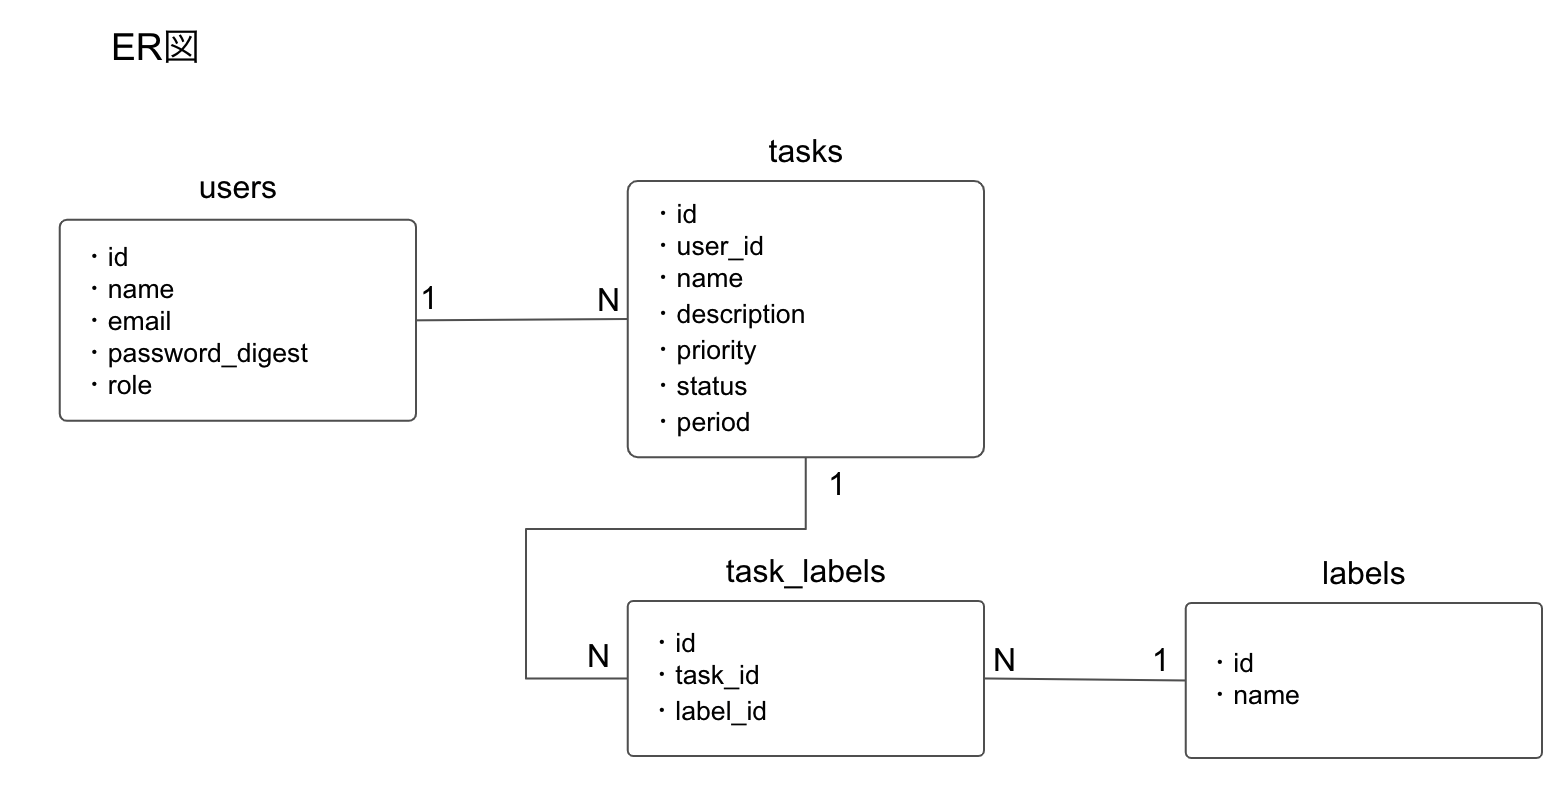 ER図
users
・id
・name
・email
・password_digest
・role
1
N
tasks
・id
・user_id
・name
・description
・priority
・status
・period
1
N
task_labels
・id
・task_id
・label_id
N
1
labels
・id
・name